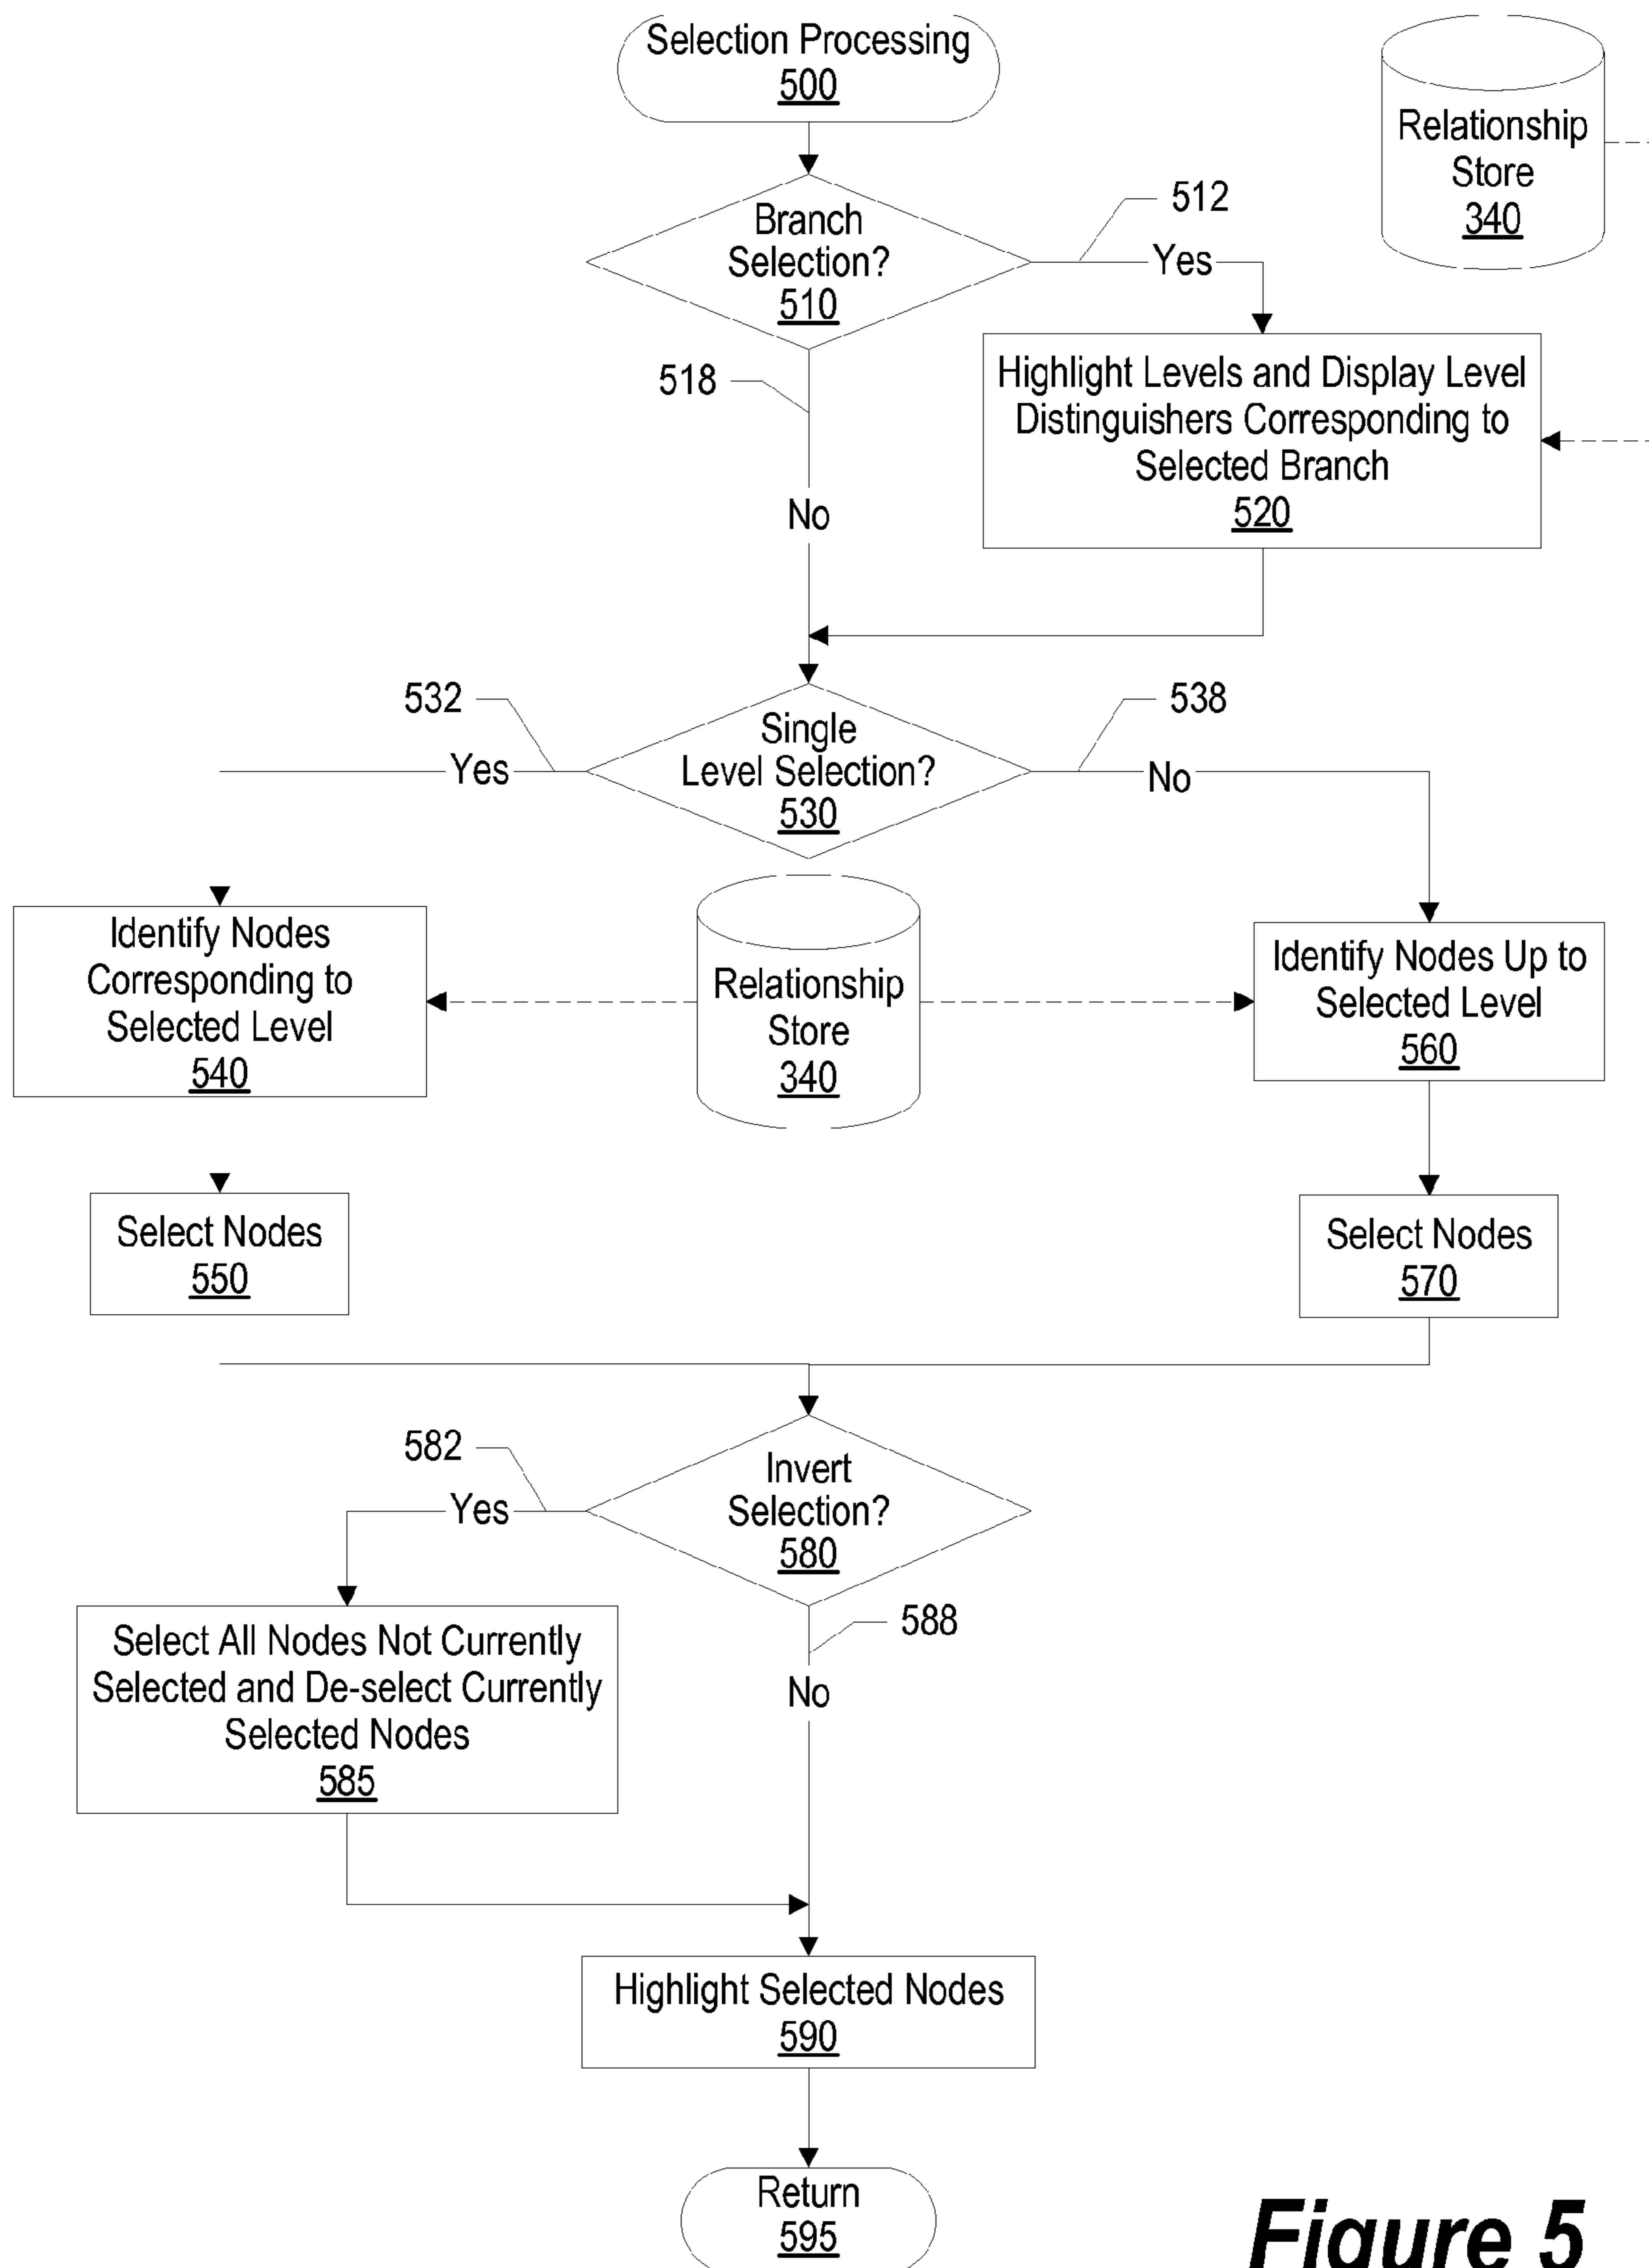 Selection Processing
500
Relationship
Store
340
Branch
Selection?
510
512
Yes
518
No
Highlight Levels and Display Level
Distinguishers Corresponding to
Selected Branch
520
532
Yes
Single
Level Selection?
530
538
No
Identify Nodes
Corresponding to
Selected Level
540
Relationship
Store
340
Identify Nodes Up to
Selected Level
560
Select Nodes
550
Select Nodes
570
582
Yes
Invert
Selection?
580
588
No
Select All Nodes Not Currently
Selected and De-select Currently
Selected Nodes
585
Highlight Selected Nodes
590
Return
595
Figure 5